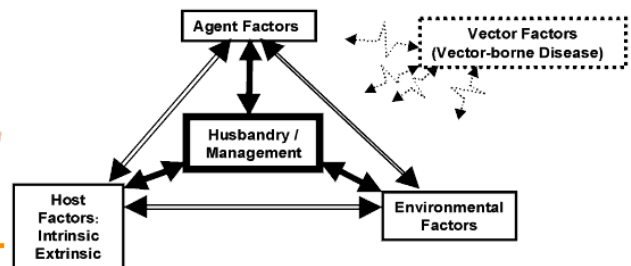 Agent Factors
Vector Factors
(Vector-borne Disease)
Husbandry /
Management
Host
Factors:
Intrinsic
Extrinsic
Environmental
Factors